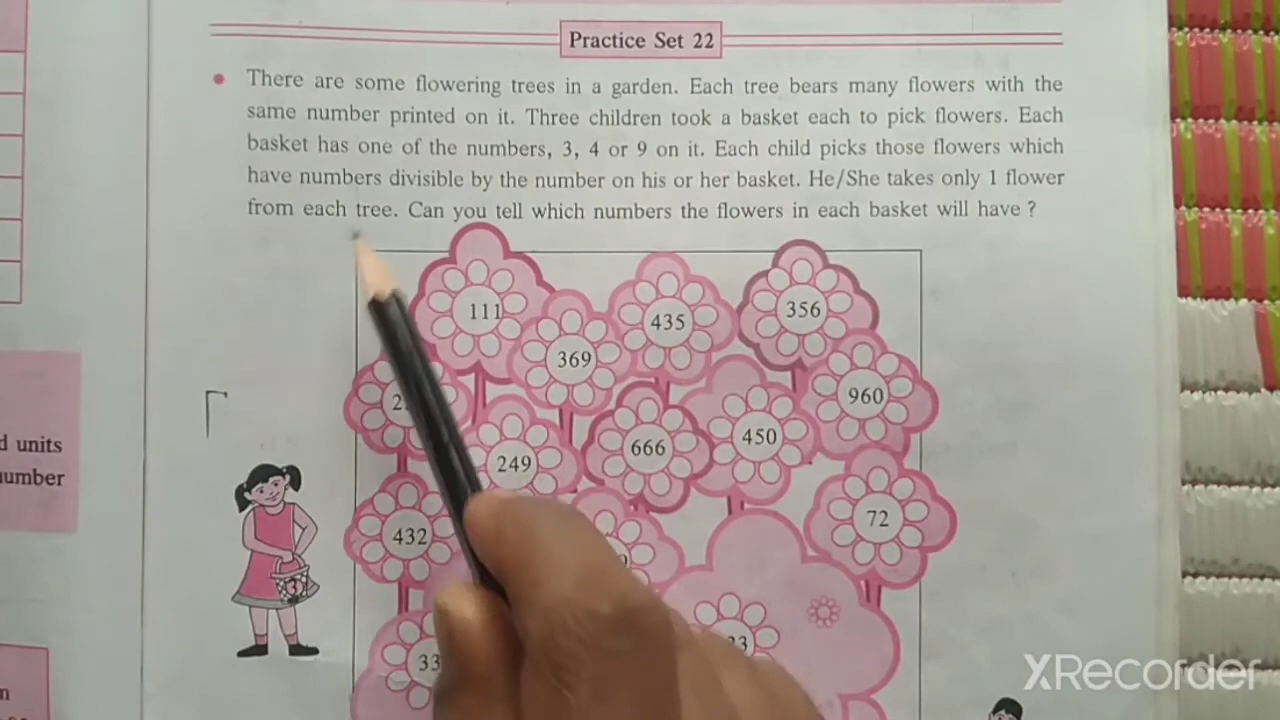 Practice Set 22
There are some flowering trees in a garden. Each tree bears many flowers with the
same number printed on it. Three children took a basket each to pick flowers. Each
basket has one of the numbers, 3, 4 or 9 on it. Each child picks those flowers which
have numbers divisible by the number on his or her basket. He/She takes only 1 flower
from each tree. Can you tell which numbers the flowers in each basket will have ?
111
435
356
369
960
450
666
249
d units
umber
72
432
3
XRecorder